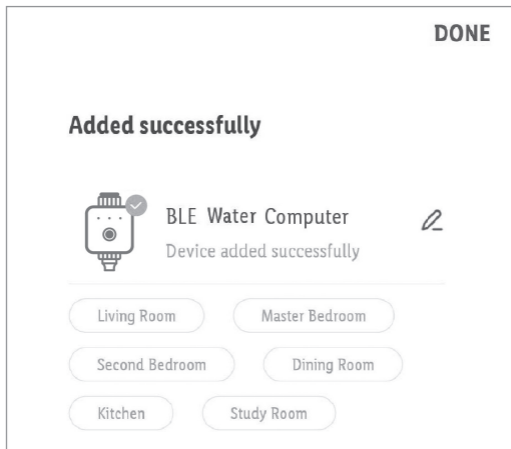 DONE
Added successfully
BLE Water Computer
Device added successfully
Living Room Master Bedroom
Second Bedroom Dining Room
Kitchen Study Room